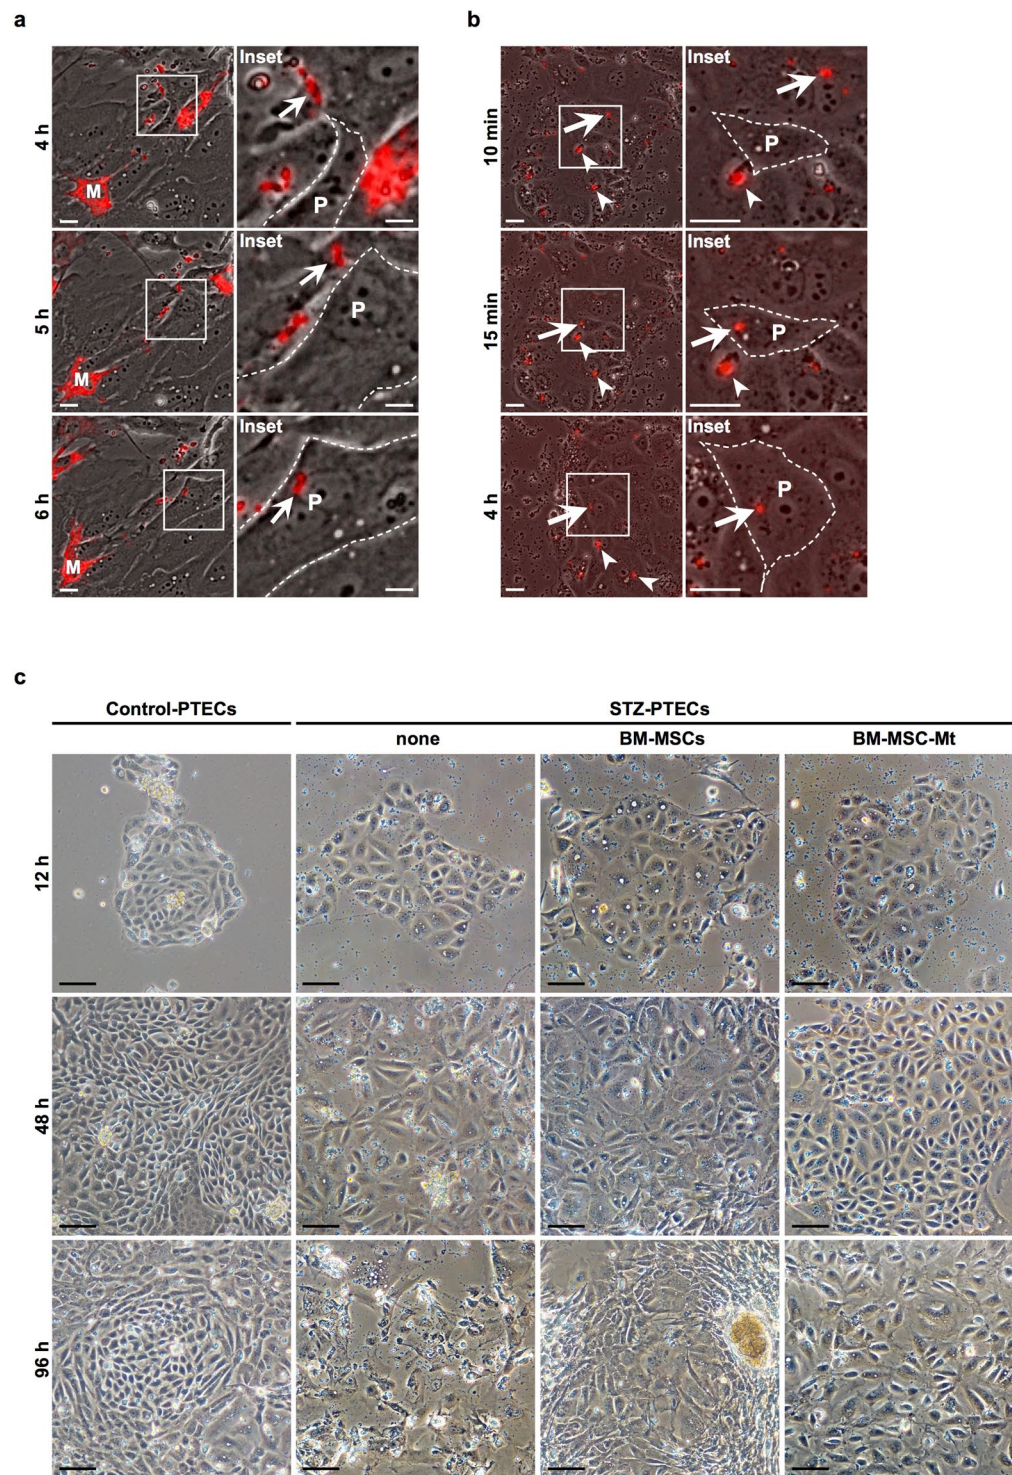 a
b
Inset
Inset
4 h
M
P
10 min
P
Inset
Inset
5 h
M
P
15 min
P
Inset
Inset
6 h
M
P
4 h
P
c
Control-PTECs
STZ-PTECs
none
BM-MSCs
BM-MSC-Mt
12 h
48 h
96 h